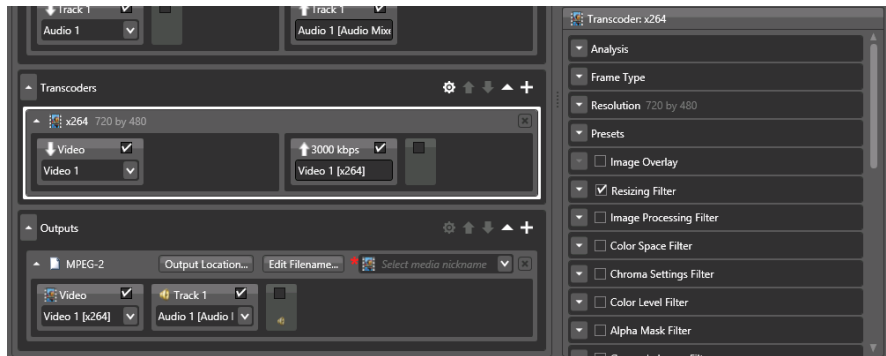 Track 1
Track 1
Audio 1
Audio 1 [Audio Mix
Transcoders
x264 720 by 480
Video
3000 kbps
Video 1
Video 1 [x264]
Outputs
MPEG-2
Output Location...
Edit Filename...
* Select media nickname
Video
Track 1
Video 1 [x264]
Audio 1 [Audio
Transcoder: x264
Analysis
Frame Type
Resolution 720 by 480
Presets
Image Overlay
Resizing Filter
Image Processing Filter
Color Space Filter
Chroma Settings Filter
Color Level Filter
Alpha Mask Filter